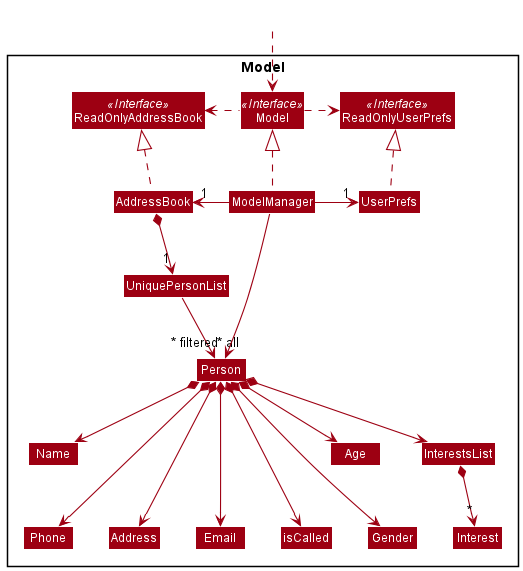 Model
«Interface»
ReadOnlyAddressBook
«Interface»
Model
«Interface»
ReadOnlyUserPrefs
AddressBook
1
ModelManager
1
UserPrefs
1
UniquePersonList
* filtered
* all
Person
Name
Age
InterestsList
*
Phone
Address
Email
isCalled
Gender
Interest